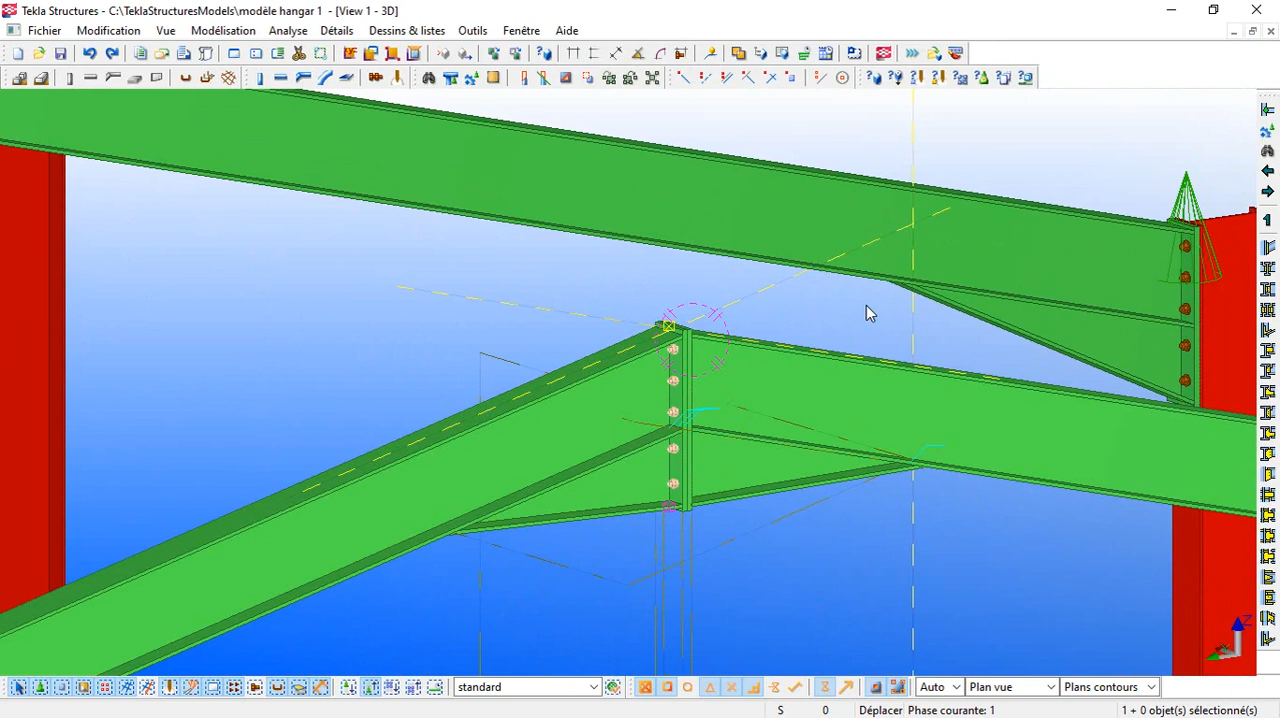 Tekla Structures - C:\TeklaStructuresModels\modèle hangar 1 - [View 1 - 3D]
Fichier Modification Vue Modélisation Analyse Détails Dessins & listes Outils Fenêtre Aide
Z
standard Auto Plan vue Plans contours
S 0 Déplacer Phase courante: 1 1 + 0 objet(s) sélectionné(s)